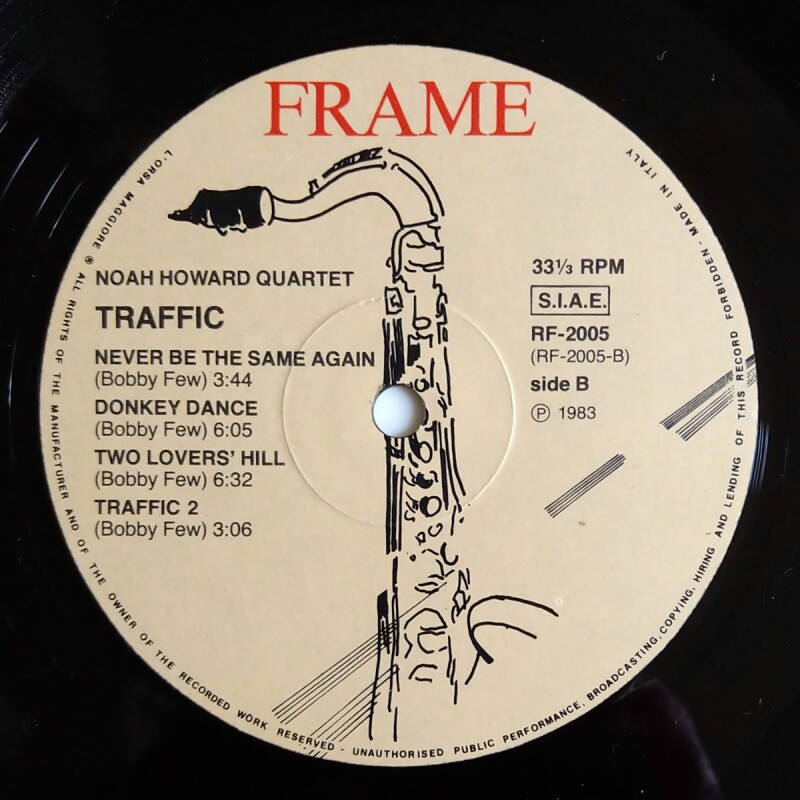 FRAME
NOAH HOWARD QUARTET
TRAFFIC
NEVER BE THE SAME AGAIN
(Bobby Few) 3:44
DONKEY DANCE
(Bobby Few) 6:05
TWO LOVERS' HILL
(Bobby Few) 6:32
TRAFFIC 2
(Bobby Few) 3:06
33⅓ RPM
S.I.A.E.
RF-2005
(RF-2005-B)
side B
Ⓟ 1983
L'ORSA MAGGIORE ® ALL RIGHTS OF THE MANUFACTURER AND OF THE OWNER OF THE RECORDED WORK RESERVED - UNAUTHORISED PUBLIC PERFORMANCE, BROADCASTING, COPYING, HIRING AND LENDING OF THIS RECORD FORBIDDEN - MADE IN ITALY